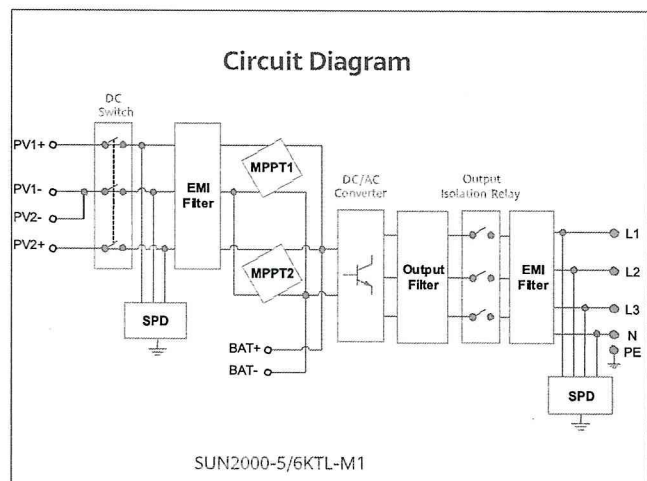 Circuit Diagram
DC
Switch
PV1+
PV1-
PV2-
PV2+
EMI
Filter
MPPT1
MPPT2
SPD
BAT+
BAT-
DC/AC
Converter
Output
Filter
Output
Isolation Relay
EMI
Filter
L1
L2
L3
N
PE
SPD
SUN2000-5/6KTL-M1